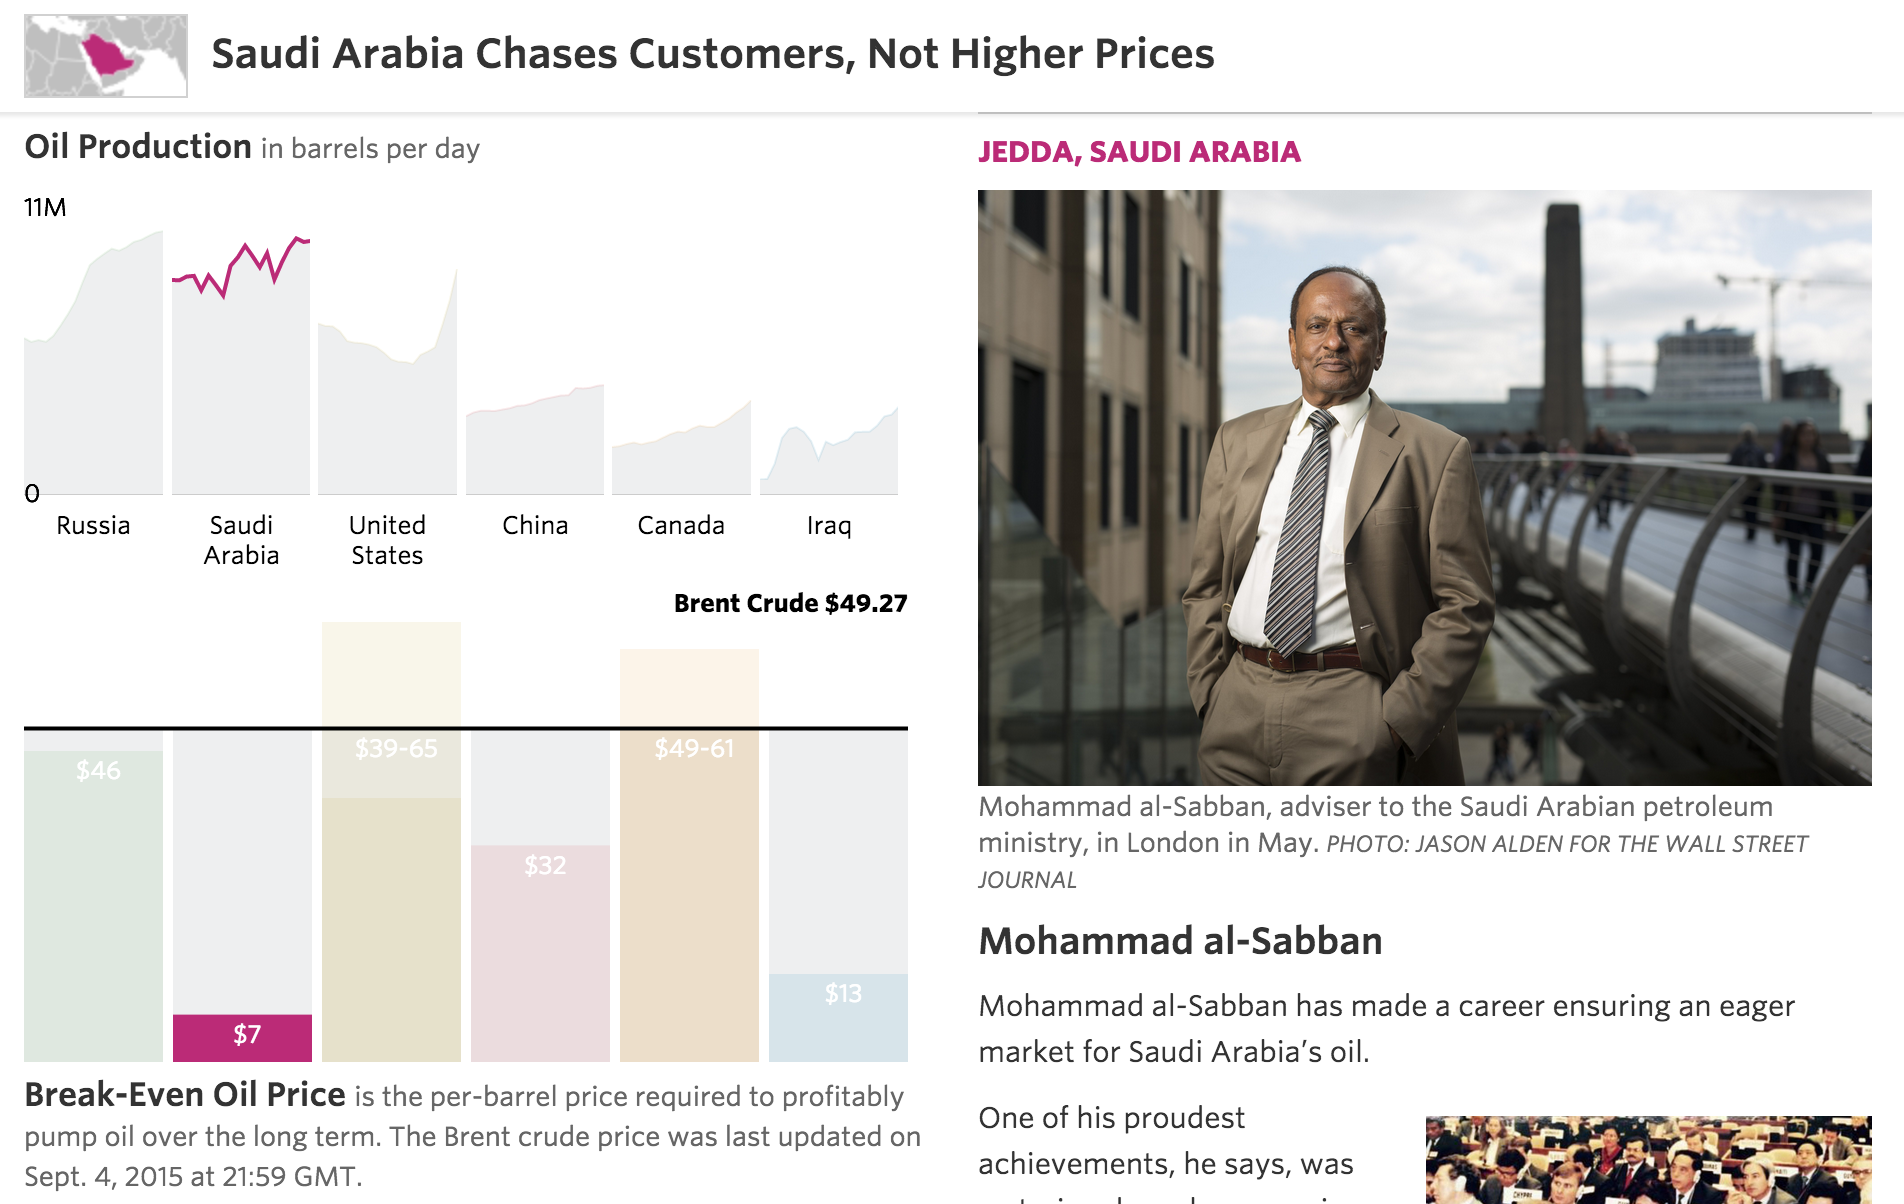 Saudi Arabia Chases Customers, Not Higher Prices
Oil Production in barrels per day
11M
0
Russia
Saudi
Arabia
United
States
China
Canada
Iraq
Brent Crude $49.27
$46
$7
$39-65
$32
$49-61
$13
Break-Even Oil Price is the per-barrel price required to profitably
pump oil over the long term. The Brent crude price was last updated on
Sept. 4, 2015 at 21:59 GMT.
JEDDA, SAUDI ARABIA
Mohammad al-Sabban, adviser to the Saudi Arabian petroleum
ministry, in London in May. PHOTO: JASON ALDEN FOR THE WALL STREET
JOURNAL
Mohammad al-Sabban
Mohammad al-Sabban has made a career ensuring an eager
market for Saudi Arabia’s oil.
One of his proudest
achievements, he says, was